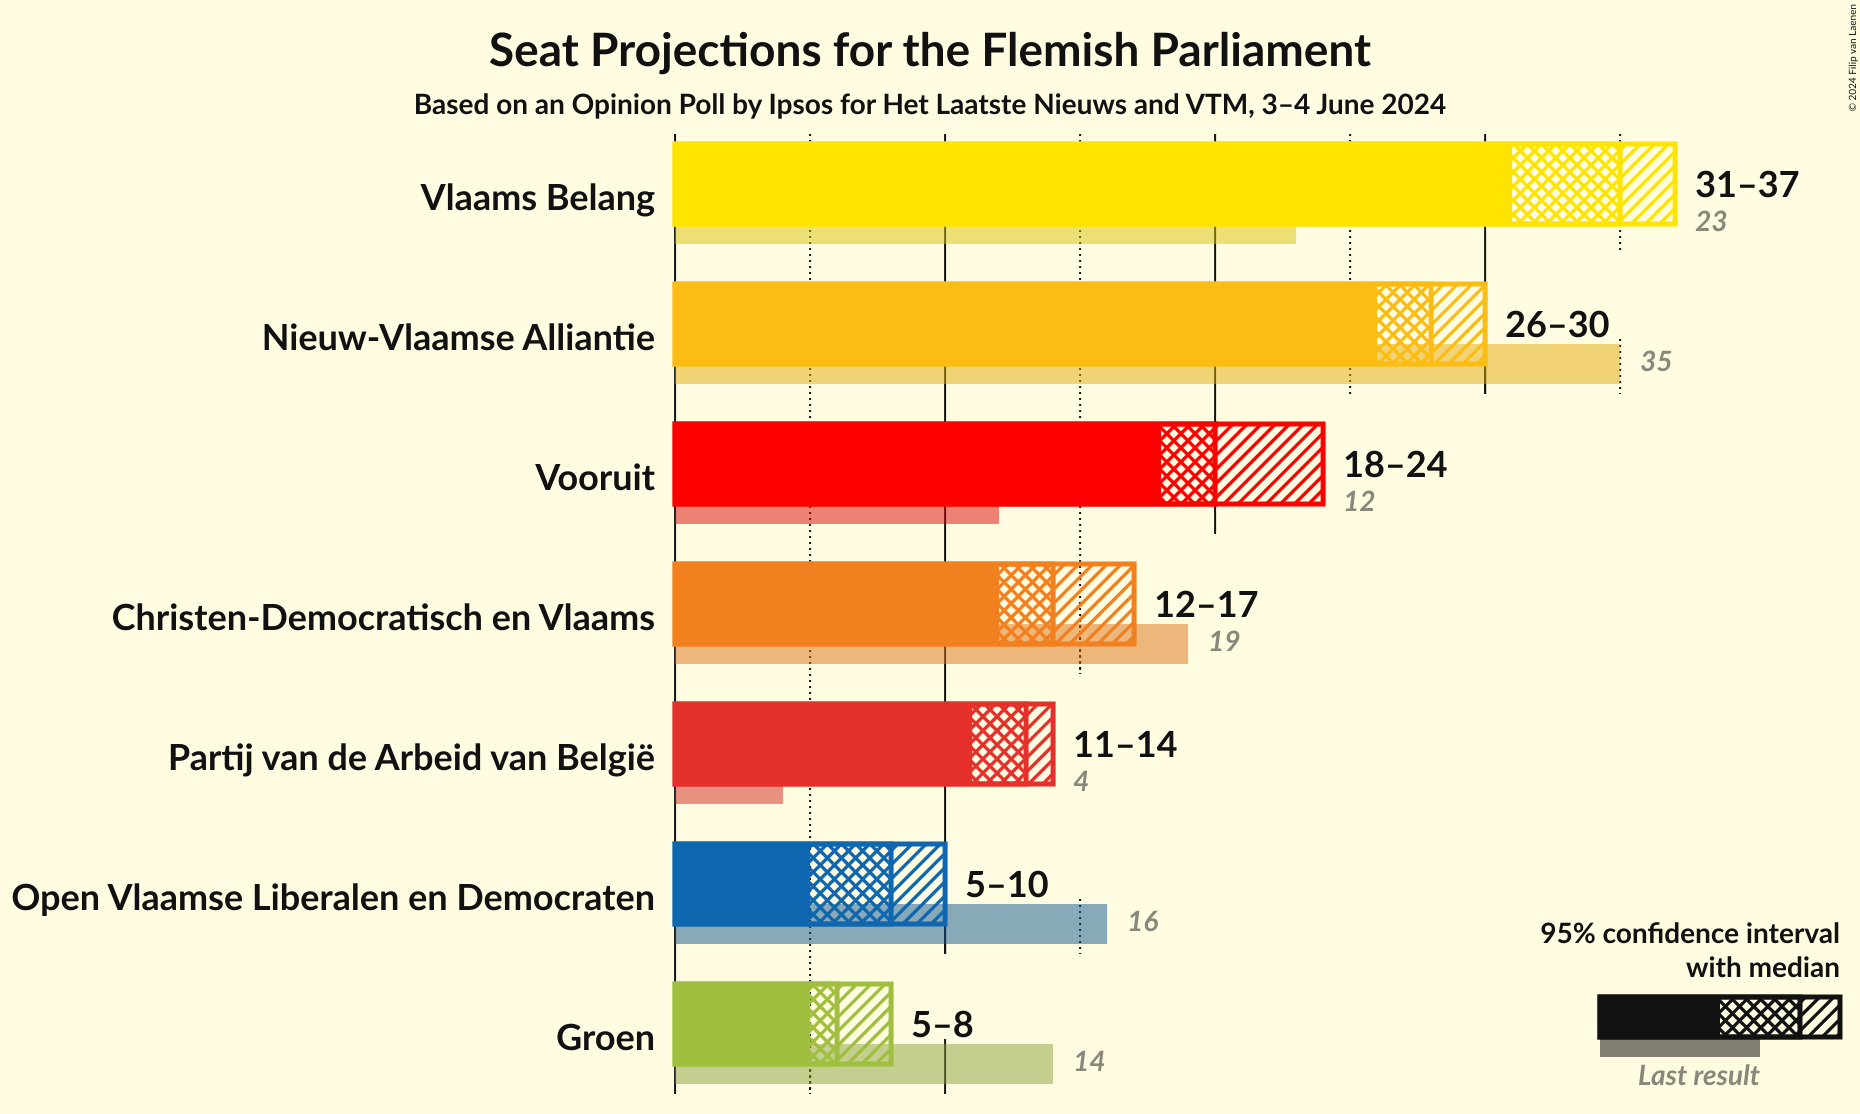 Seat Projections for the Flemish Parliament
Based on an Opinion Poll by Ipsos for Het Laatste Nieuws and VTM, 3–4 June 2024
© 2024 Filip van Laenen
Vlaams Belang
31–37
23
Nieuw-Vlaamse Alliantie
26–30
35
Vooruit
18–24
12
Christen-Democratisch en Vlaams
12–17
19
Partij van de Arbeid van België
11–14
4
Open Vlaamse Liberalen en Democraten
5–10
16
Groen
5–8
14
95% confidence interval
with median
Last result